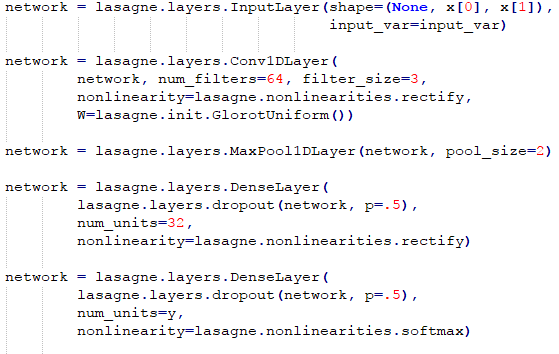 network = lasagne.layers.InputLayer(shape=(None, x[0], x[1]),
                                    input_var=input_var)
network = lasagne.layers.Conv1DLayer(
        network, num_filters=64, filter_size=3,
        nonlinearity=lasagne.nonlinearities.rectify,
        W=lasagne.init.GlorotUniform())
network = lasagne.layers.MaxPool1DLayer(network, pool_size=2)
network = lasagne.layers.DenseLayer(
        lasagne.layers.dropout(network, p=.5),
        num_units=32,
        nonlinearity=lasagne.nonlinearities.rectify)
network = lasagne.layers.DenseLayer(
        lasagne.layers.dropout(network, p=.5),
        num_units=y,
        nonlinearity=lasagne.nonlinearities.softmax)